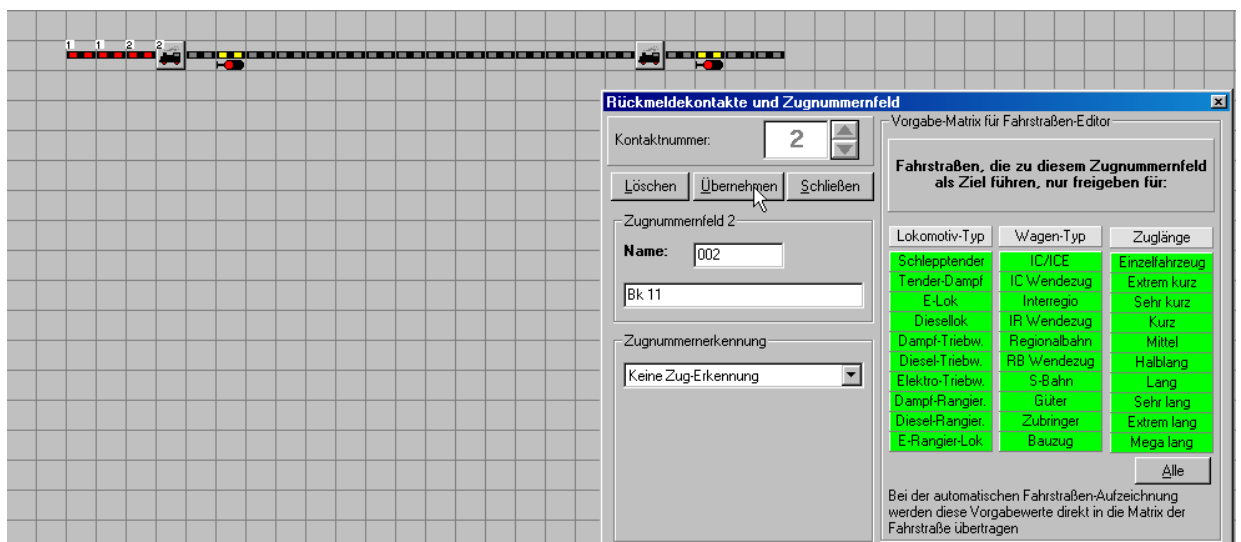 1 1 2 2
Rückmeldekontakte und Zugnummernfeld
Kontaktnummer: 2
Löschen Übernehmen Schließen
Zugnummernfeld 2
Name: 002
Bk 11
Zugnummernerkennung
Keine Zug-Erkennung
Vorgabe-Matrix für Fahrstraßen-Editor
Fahrstraßen, die zu diesem Zugnummernfeld
als Ziel führen, nur freigeben für:
Lokomotiv-Typ Wagen-Typ Zuglänge
Schlepptender IC/ICE Einzelfahrzeug
Tender-Dampf IC Wendezug Extrem kurz
E-Lok Interregio Sehr kurz
Diesellok IR Wendezug Kurz
Dampf-Triebw. Regionalbahn Mittel
Diesel-Triebw. RB Wendezug Halblang
Elektro-Triebw. S-Bahn Lang
Dampf-Rangier. Güter Sehr lang
Diesel-Rangier. Zubringer Extrem lang
E-Rangier-Lok Bauzug Mega lang
Alle
Bei der automatischen Fahrstraßen-Aufzeichnung
werden diese Vorgabewerte direkt in die Matrix der
Fahrstraße übertragen